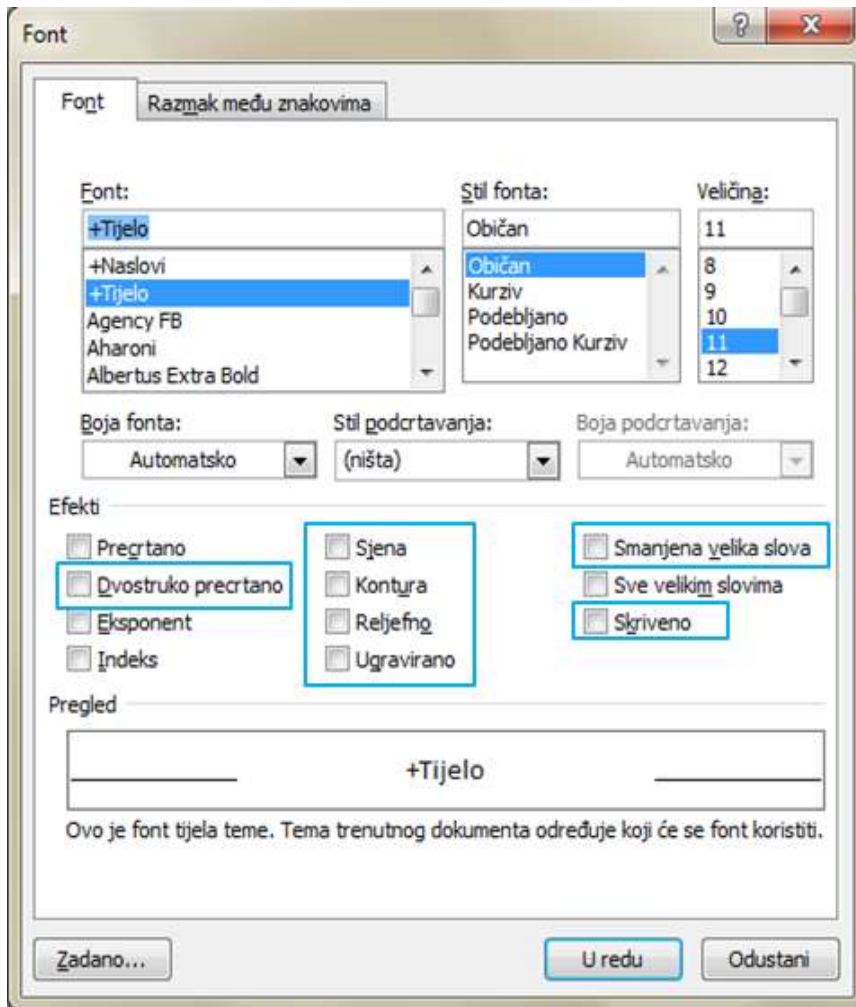 Font
Font Razmak među znakovima
Font: Stil fonta: Veličina:
+Tijelo Običan 11
+Naslovi Običan 8
+Tijelo Kurziv 9
Agency FB Podebljano 10
Aharoni Podebljano Kurziv 11
Albertus Extra Bold 12
Boja fonta: Stil podcrtavanja: Boja podcrtavanja:
Automatsko (ništa) Automatsko
Efekti
Precrtano Sjena Smanjena velika slova
Dvostruko precrtano Kontura Sve velikim slovima
Eksponent Reljefno Skriveno
Indeks Ugravirano
Pregled
+Tijelo
Ovo je font tijela teme. Tema trenutnog dokumenta određuje koji će se font koristiti.
Zadano... U redu Odustani